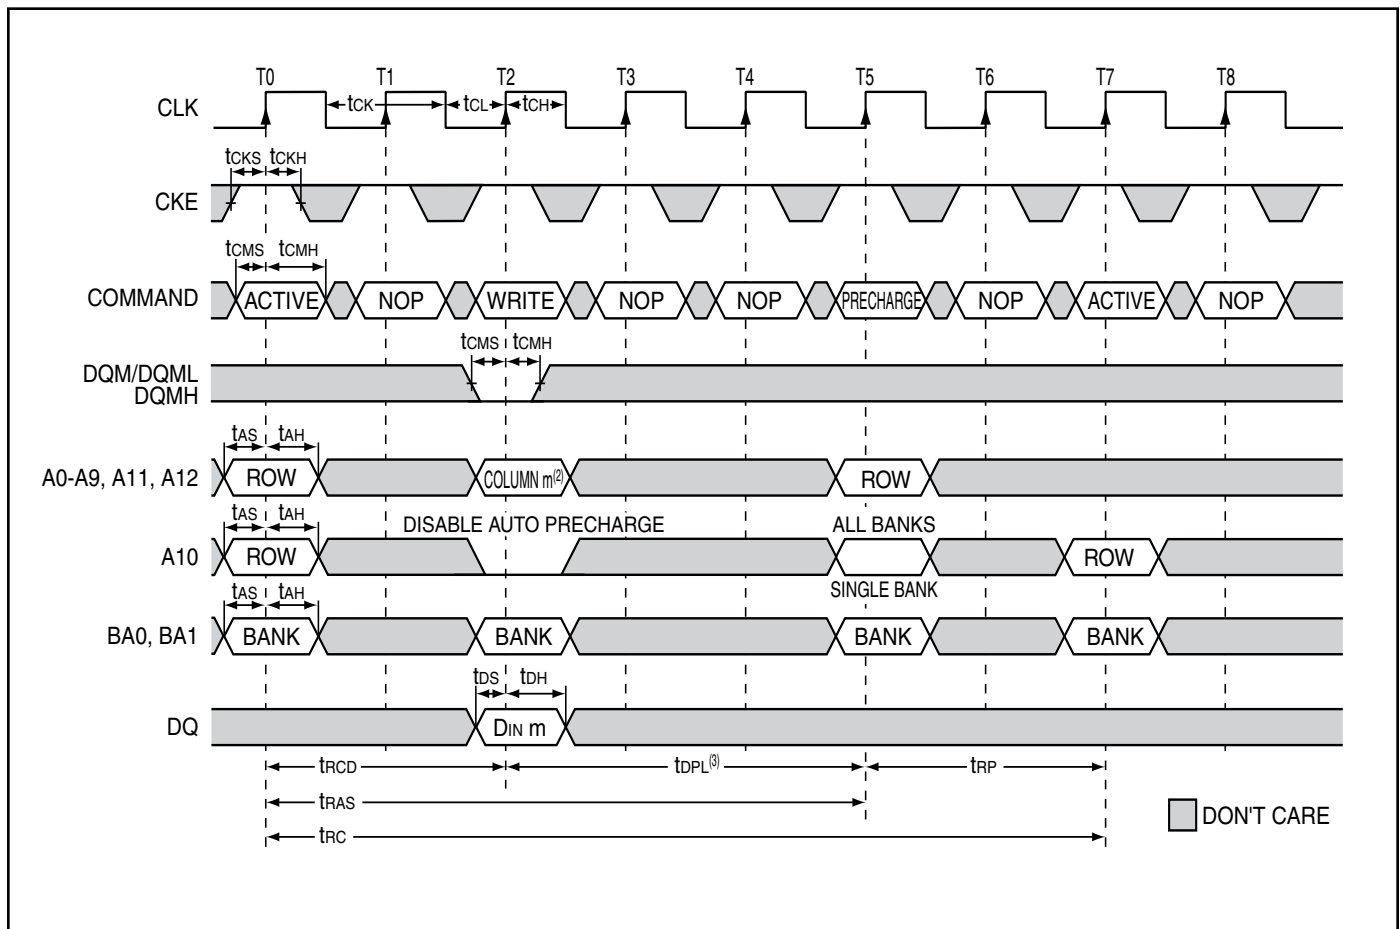 T0 T1 T2 T3 T4 T5 T6 T7 T8
CLK tCK tCL tCH
tCKS tCKH
CKE
tCMS tCMH
COMMAND ACTIVE NOP WRITE NOP NOP PRECHARGE NOP ACTIVE NOP
tCMS tCMH
DQM/DQML
DQMH
tAS tAH
A0-A9, A11, A12 ROW COLUMN m(2) ROW
tAS tAH DISABLE AUTO PRECHARGE ALL BANKS
A10 ROW ROW
tAS tAH SINGLE BANK
BA0, BA1 BANK BANK BANK BANK
tDS tDH
DQ DIN m
tRCD tDPL(3) tRP
tRAS
DON'T CARE
tRC